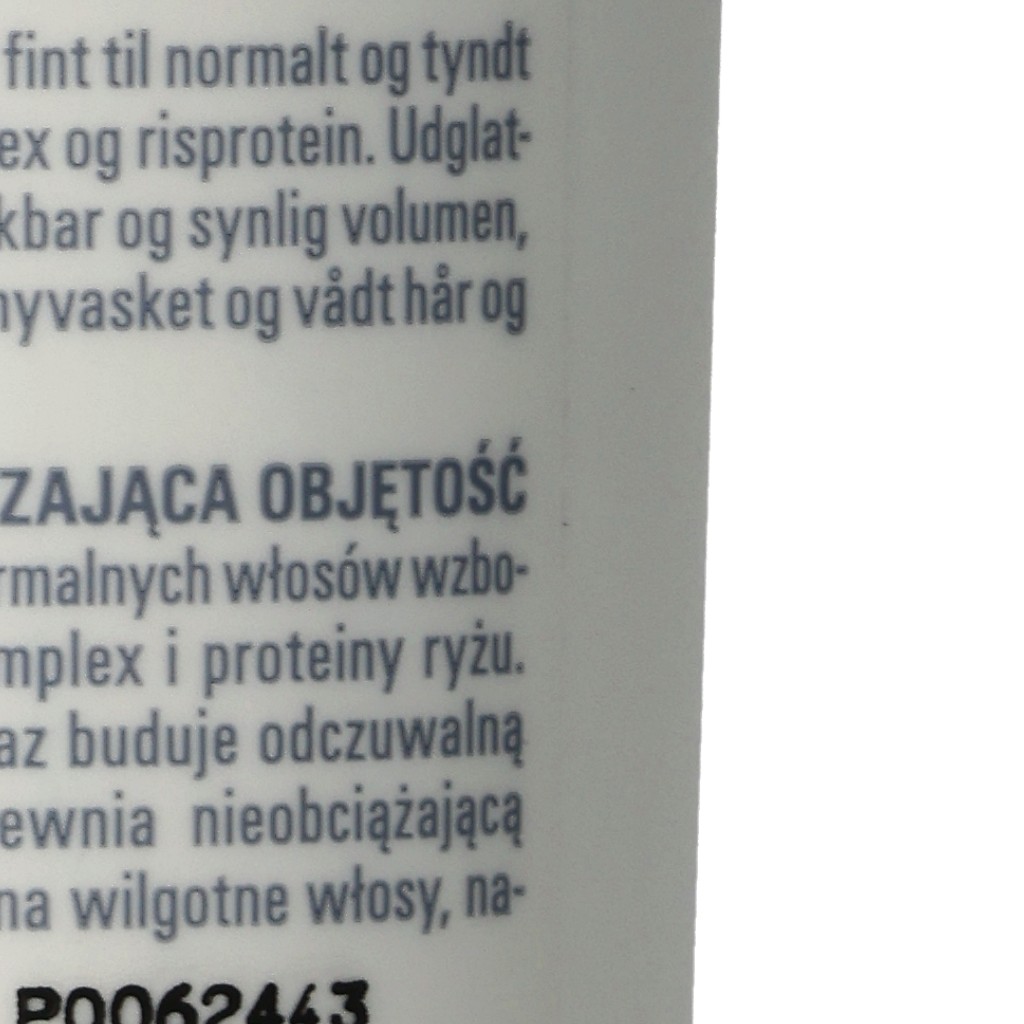 fint til normalt og tyndt
ex og risprotein. Udglat-
kbar og synlig volumen,
nyvasket og vådt hår og
ZAJĄCA OBJĘTOŚĆ
rmalnych włosów wzbo-
mplex i proteiny ryżu.
az buduje odczuwalną
ewnia nieobciążającą
na wilgotne włosy, na-
P0062443